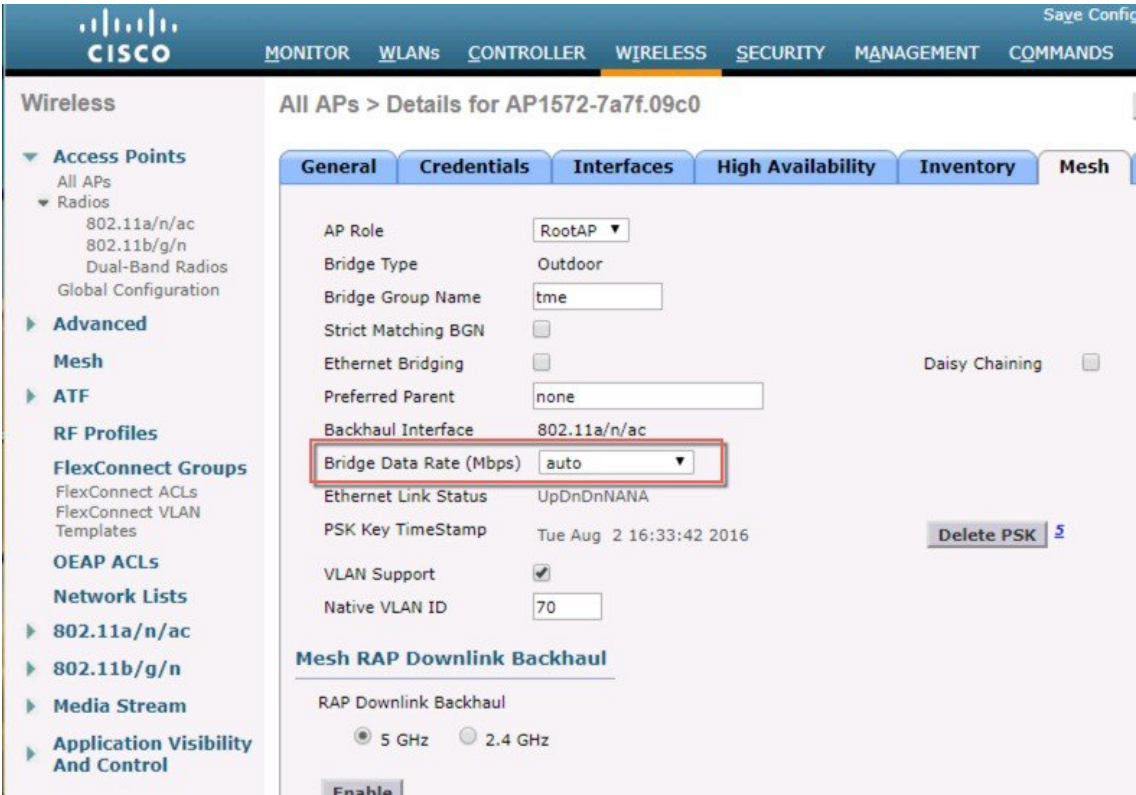 Save Config
CISCO
MONITOR WLANs CONTROLLER WIRELESS SECURITY MANAGEMENT COMMANDS
Wireless
Access Points
All APs
Radios
802.11a/n/ac
802.11b/g/n
Dual-Band Radios
Global Configuration
Advanced
Mesh
ATF
RF Profiles
FlexConnect Groups
FlexConnect ACLs
FlexConnect VLAN
Templates
OEAP ACLs
Network Lists
802.11a/n/ac
802.11b/g/n
Media Stream
Application Visibility
And Control
All APs > Details for AP1572-7a7f.09c0
General Credentials Interfaces High Availability Inventory Mesh
AP Role RootAP
Bridge Type Outdoor
Bridge Group Name tme
Strict Matching BGN
Ethernet Bridging Daisy Chaining
Preferred Parent none
Backhaul Interface 802.11a/n/ac
Bridge Data Rate (Mbps) auto
Ethernet Link Status UpDnDnNANA
PSK Key TimeStamp Tue Aug 2 16:33:42 2016 Delete PSK 5
VLAN Support
Native VLAN ID 70
Mesh RAP Downlink Backhaul
RAP Downlink Backhaul
5 GHz 2.4 GHz
Enable